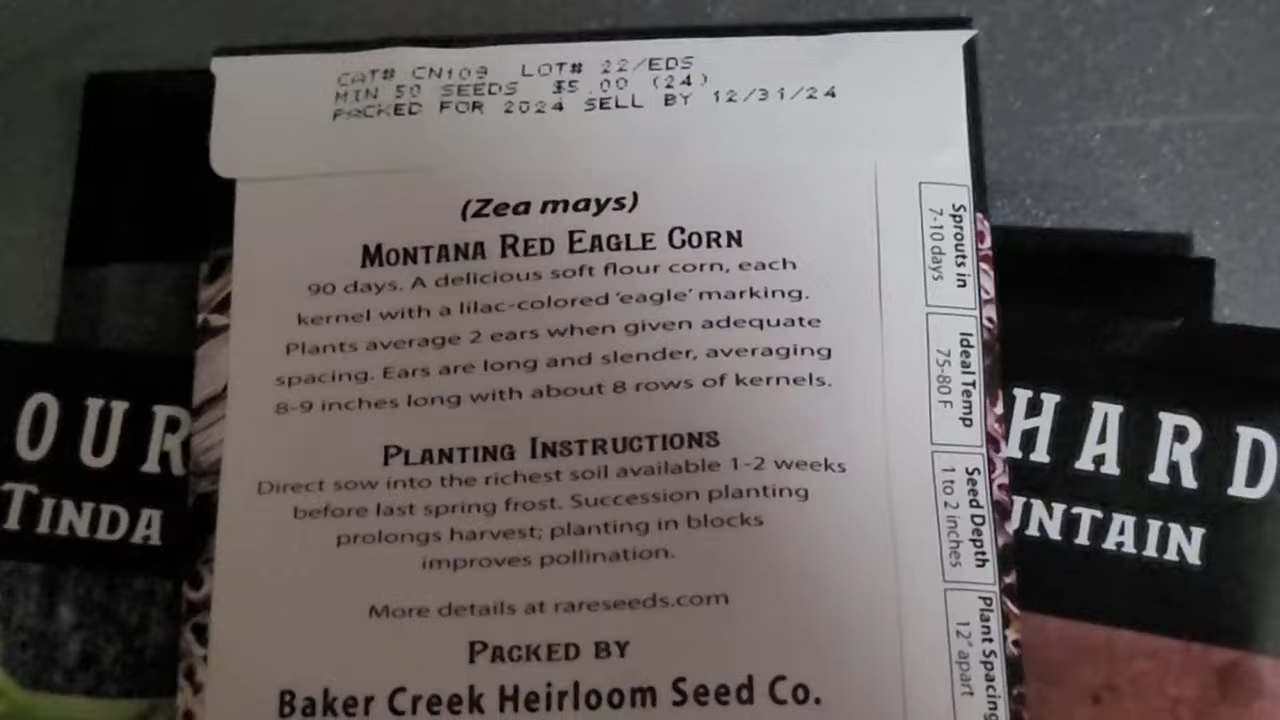 CAT# CN109 LOT# 22/EDS
MIN 50 SEEDS $5.00 (24)
PACKED FOR 2024 SELL BY 12/31/24
(Zea mays)
MONTANA RED EAGLE CORN
90 days. A delicious soft flour corn, each
kernel with a lilac-colored 'eagle' marking.
Plants average 2 ears when given adequate
spacing. Ears are long and slender, averaging
8-9 inches long with about 8 rows of kernels.
PLANTING INSTRUCTIONS
Direct sow into the richest soil available 1-2 weeks
before last spring frost. Succession planting
prolongs harvest; planting in blocks
improves pollination.
More details at rareseeds.com
PACKED BY
Baker Creek Heirloom Seed Co.
Sprouts in
7-10 days
Ideal Temp
75-80 F
Seed Depth
1 to 2 inches
Plant Spacing
12" apart
OUR
TINDA
HARD
UNTAIN